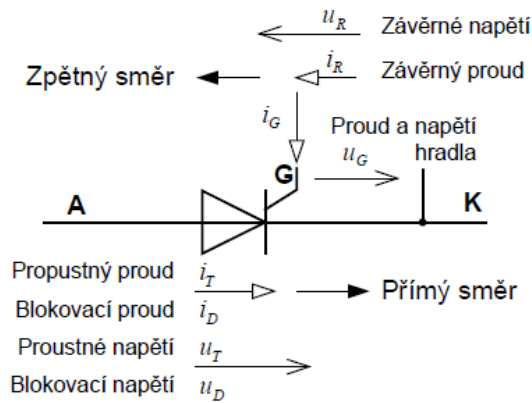 u_R Závěrné napětí
Zpětný směr i_R Závěrný proud
i_G Proud a napětí
u_G hradla
G
A K
Propustný proud i_T
Blokovací proud i_D Přímý směr
Proustné napětí u_T
Blokovací napětí u_D